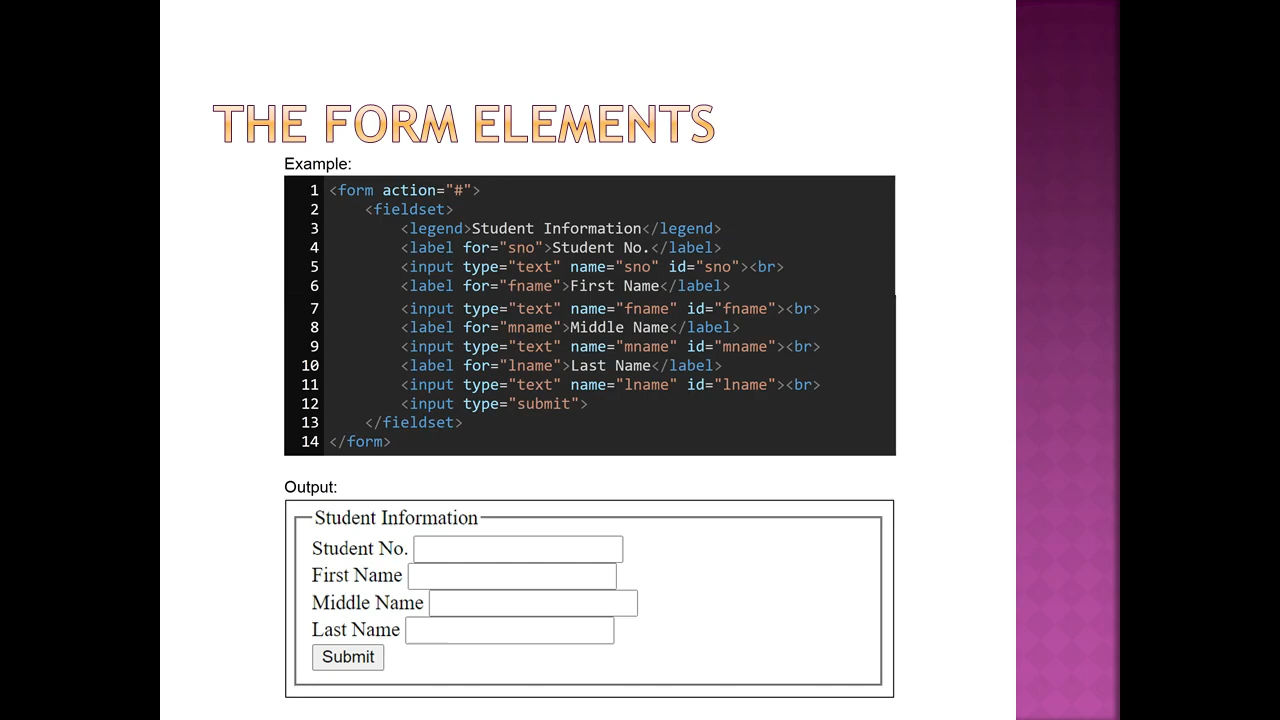 THE FORM ELEMENTS
Example:
1 <form action="#">
2 <fieldset>
3 <legend>Student Information</legend>
4 <label for="sno">Student No.</label>
5 <input type="text" name="sno" id="sno"><br>
6 <label for="fname">First Name</label>
7 <input type="text" name="fname" id="fname"><br>
8 <label for="mname">Middle Name</label>
9 <input type="text" name="mname" id="mname"><br>
10 <label for="lname">Last Name</label>
11 <input type="text" name="lname" id="lname"><br>
12 <input type="submit">
13 </fieldset>
14 </form>
Output:
Student Information
Student No.
First Name
Middle Name
Last Name
Submit